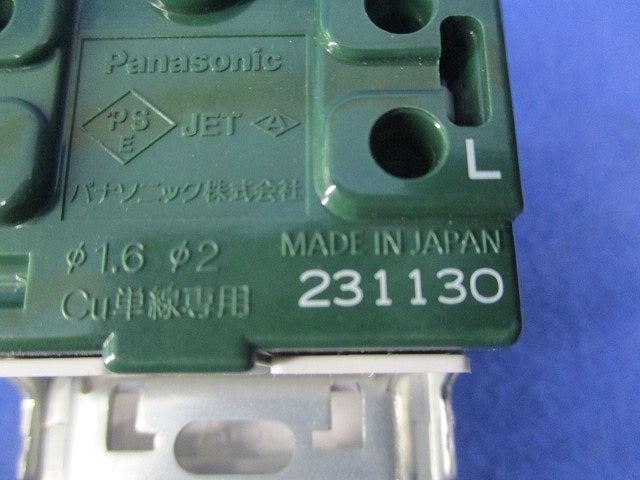 Panasonic
PS
E
JET
A
L
パナソニック株式会社
φ1.6 φ2
MADE IN JAPAN
Cu単線専用
231130